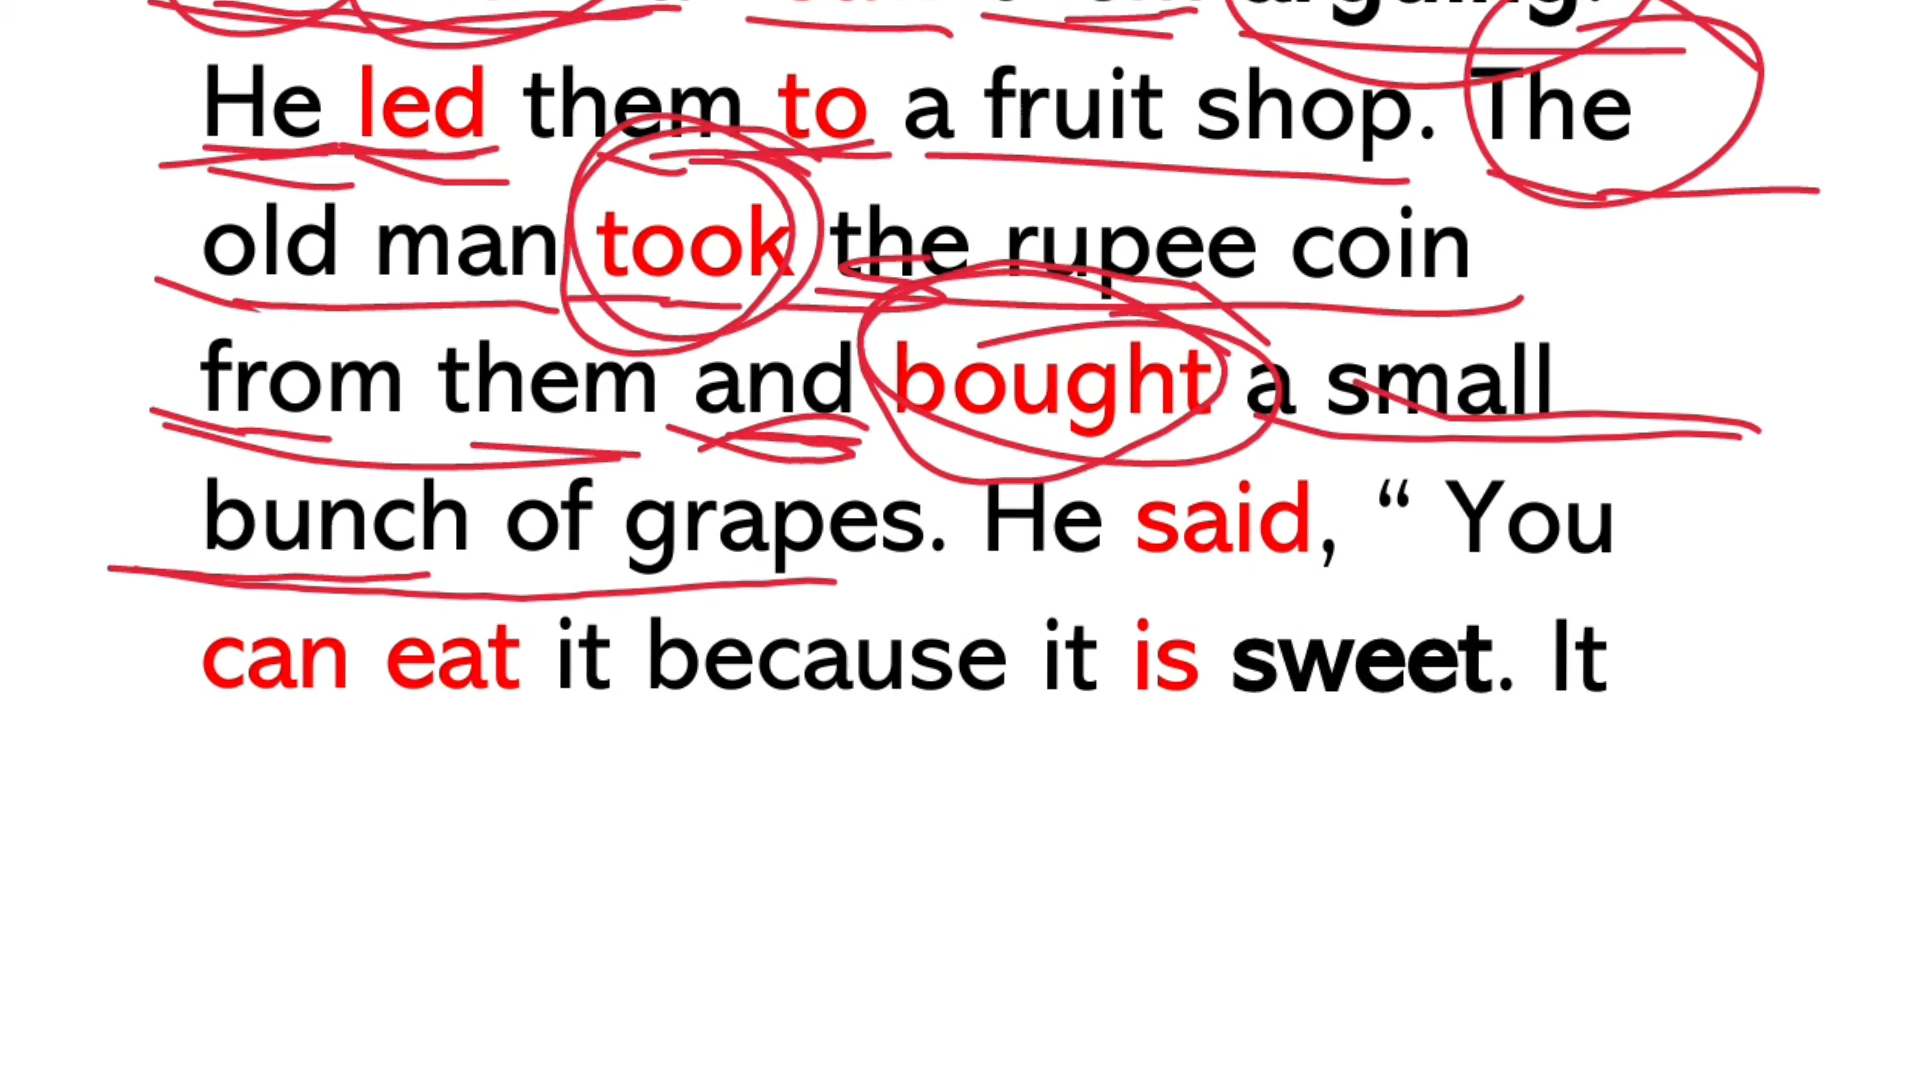 arguing.
He led them to a fruit shop. The
old man took the rupee coin
from them and bought a small
bunch of grapes. He said, “ You
can eat it because it is sweet. It